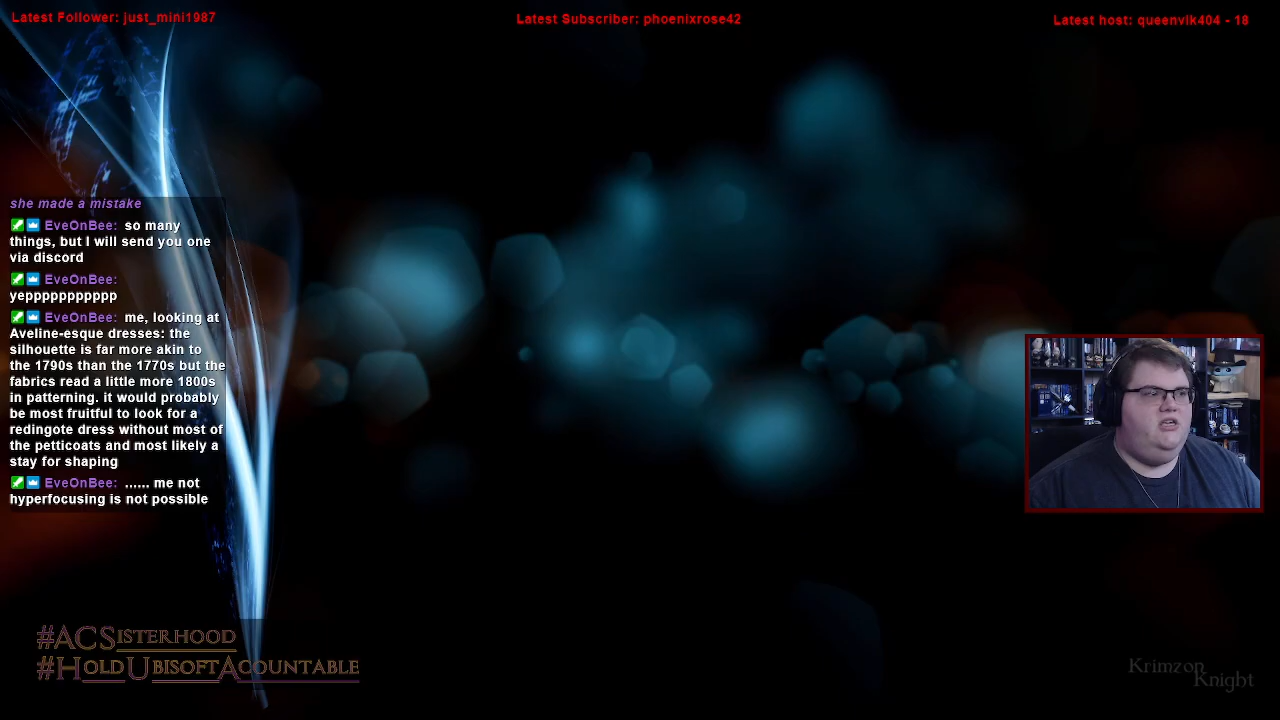 Latest Follower: just_mini1987
Latest Subscriber: phoenixrose42
Latest host: queenvik404 - 18
she made a mistake
EveOnBee: so many
things, but I will send you one
via discord
EveOnBee:
yeppppppppppp
EveOnBee: me, looking at
Aveline-esque dresses: the
silhouette is far more akin to
the 1790s than the 1770s but the
fabrics read a little more 1800s
in patterning. it would probably
be most fruitful to look for a
redingote dress without most of
the petticoats and most likely a
stay for shaping
EveOnBee: ...... me not
hyperfocusing is not possible
#ACSisterhood
#HoldUbisoftAcountable
Krimzon
Knight